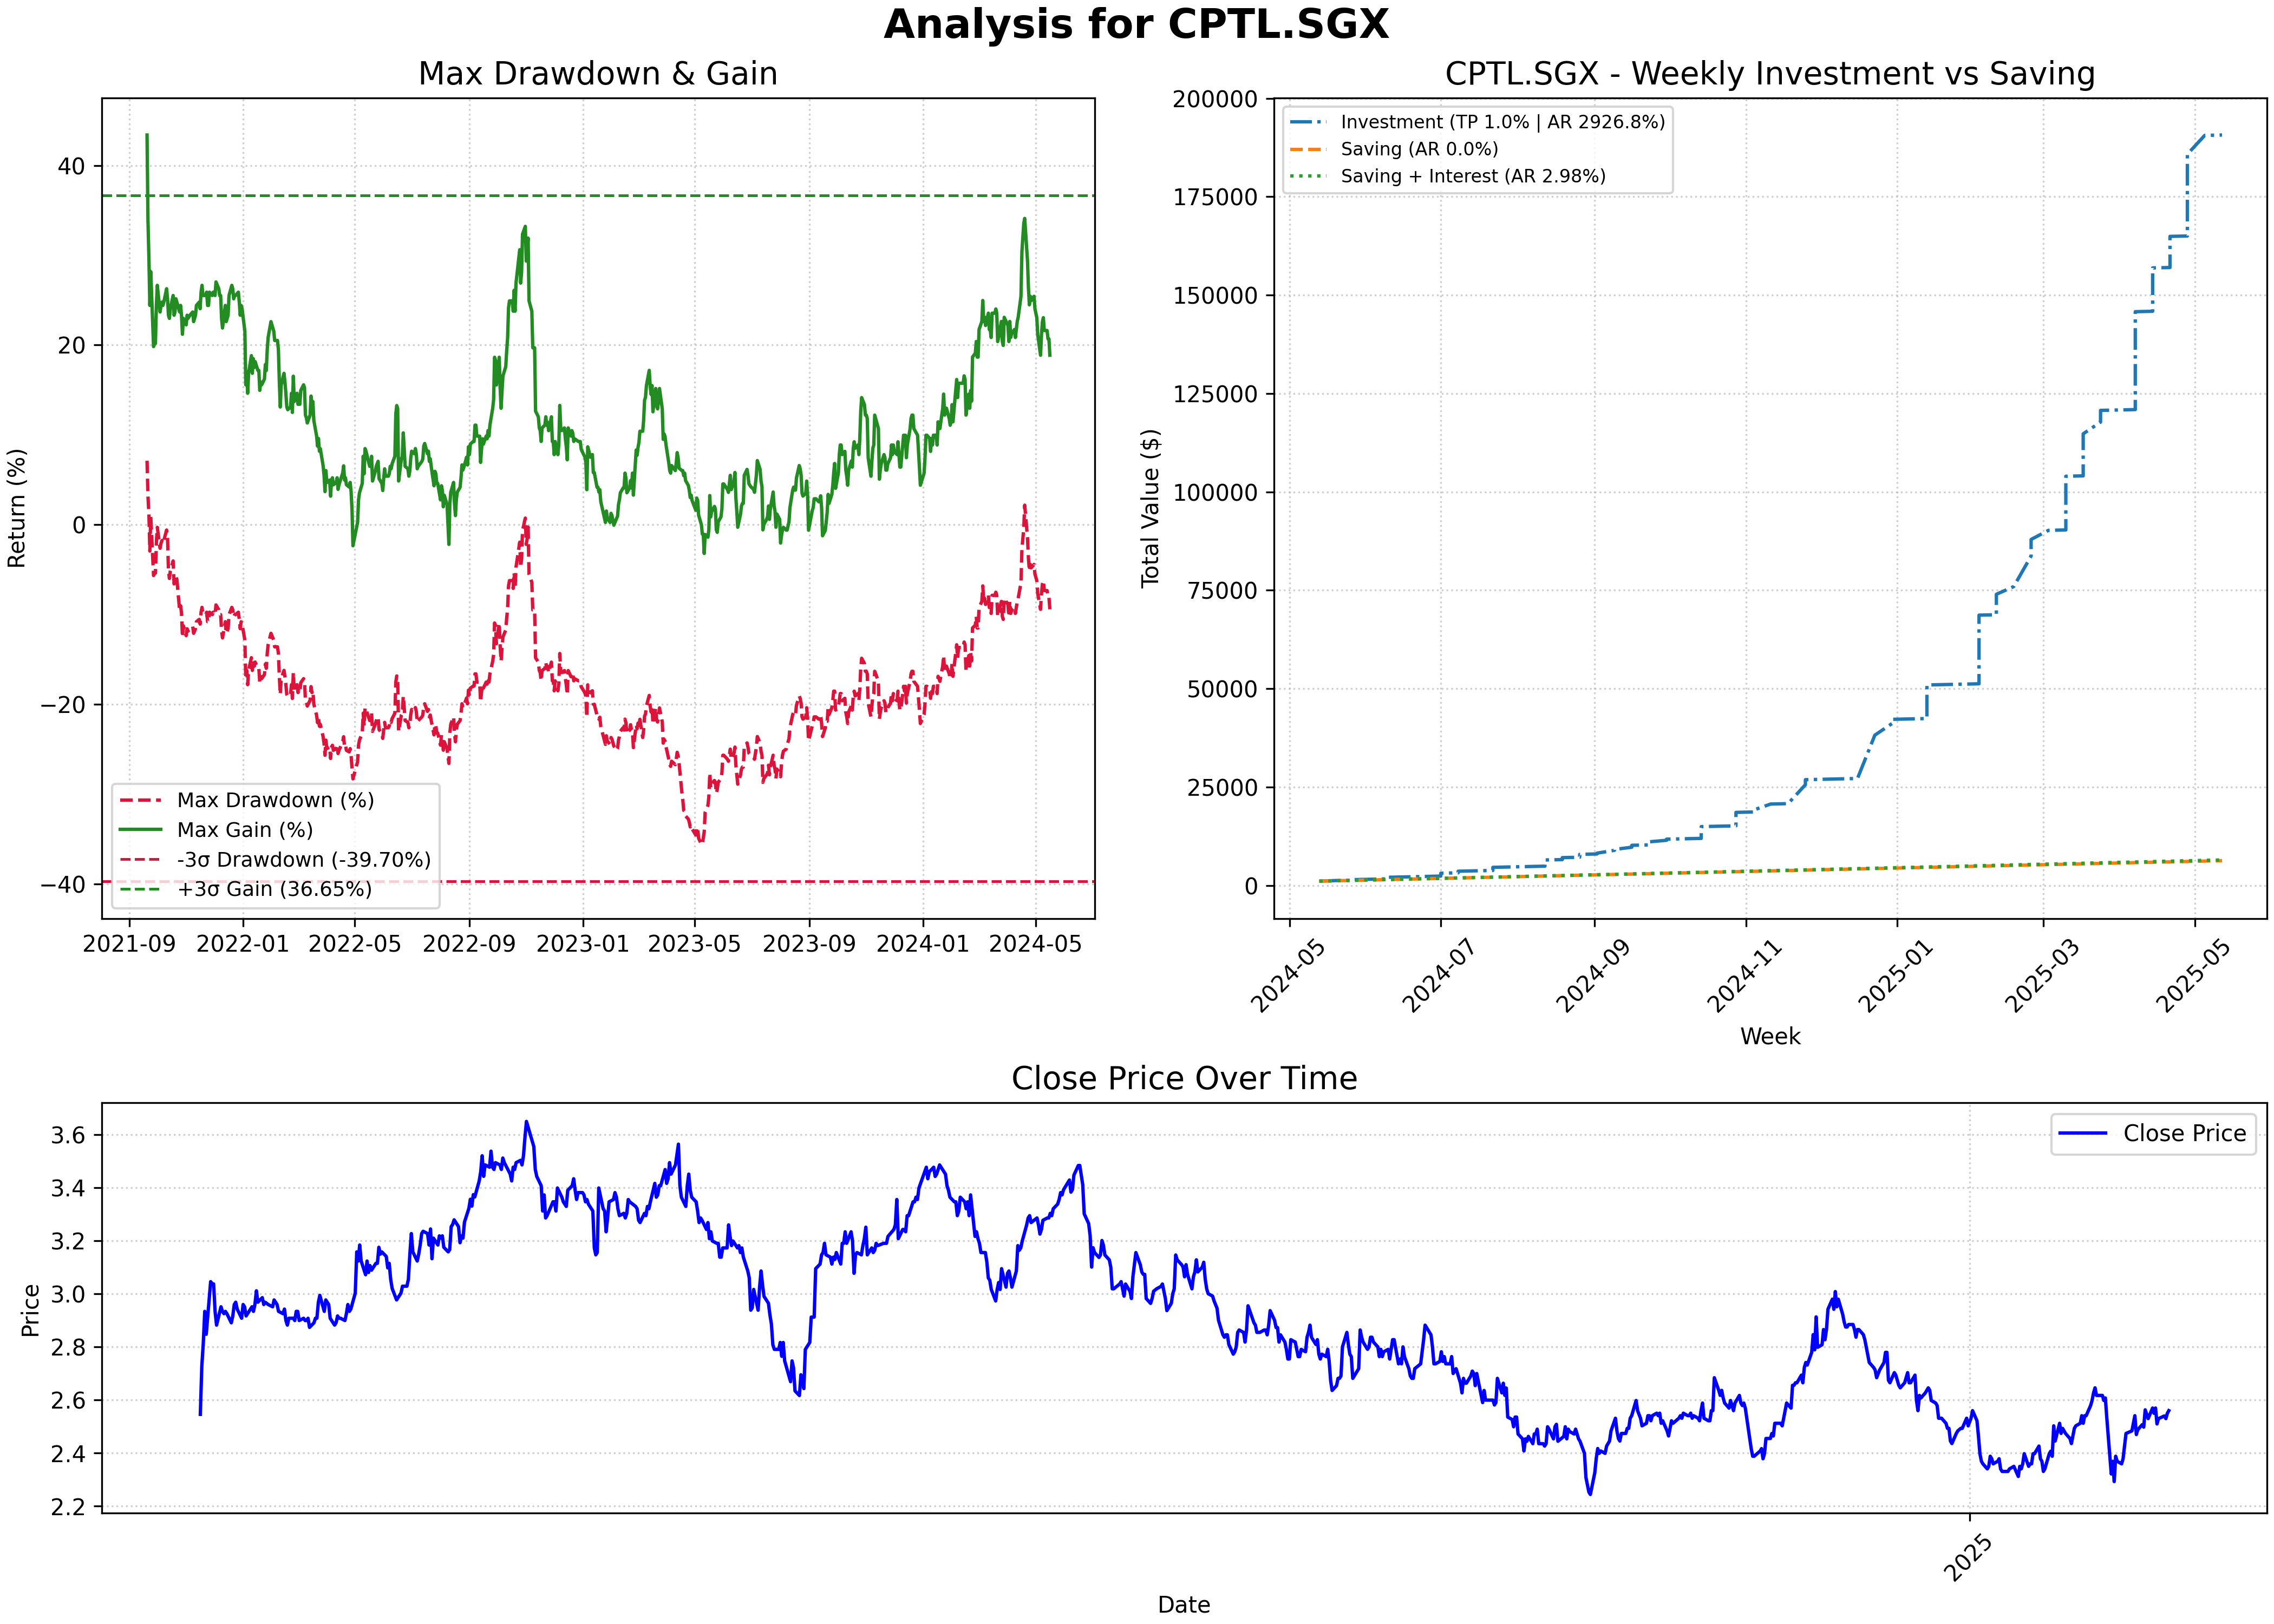 Analysis for CPTL.SGX
Max Drawdown & Gain
Return (%)
40
20
0
−20
−40
Max Drawdown (%)
Max Gain (%)
-3σ Drawdown (-39.70%)
+3σ Gain (36.65%)
2021-09 2022-01 2022-05 2022-09 2023-01 2023-05 2023-09 2024-01 2024-05
CPTL.SGX - Weekly Investment vs Saving
Total Value ($)
200000
175000
150000
125000
100000
75000
50000
25000
0
Investment (TP 1.0% | AR 2926.8%)
Saving (AR 0.0%)
Saving + Interest (AR 2.98%)
2024-05 2024-07 2024-09 2024-11 2025-01 2025-03 2025-05
Week
Close Price Over Time
Price
3.6
3.4
3.2
3.0
2.8
2.6
2.4
2.2
Close Price
2025
Date